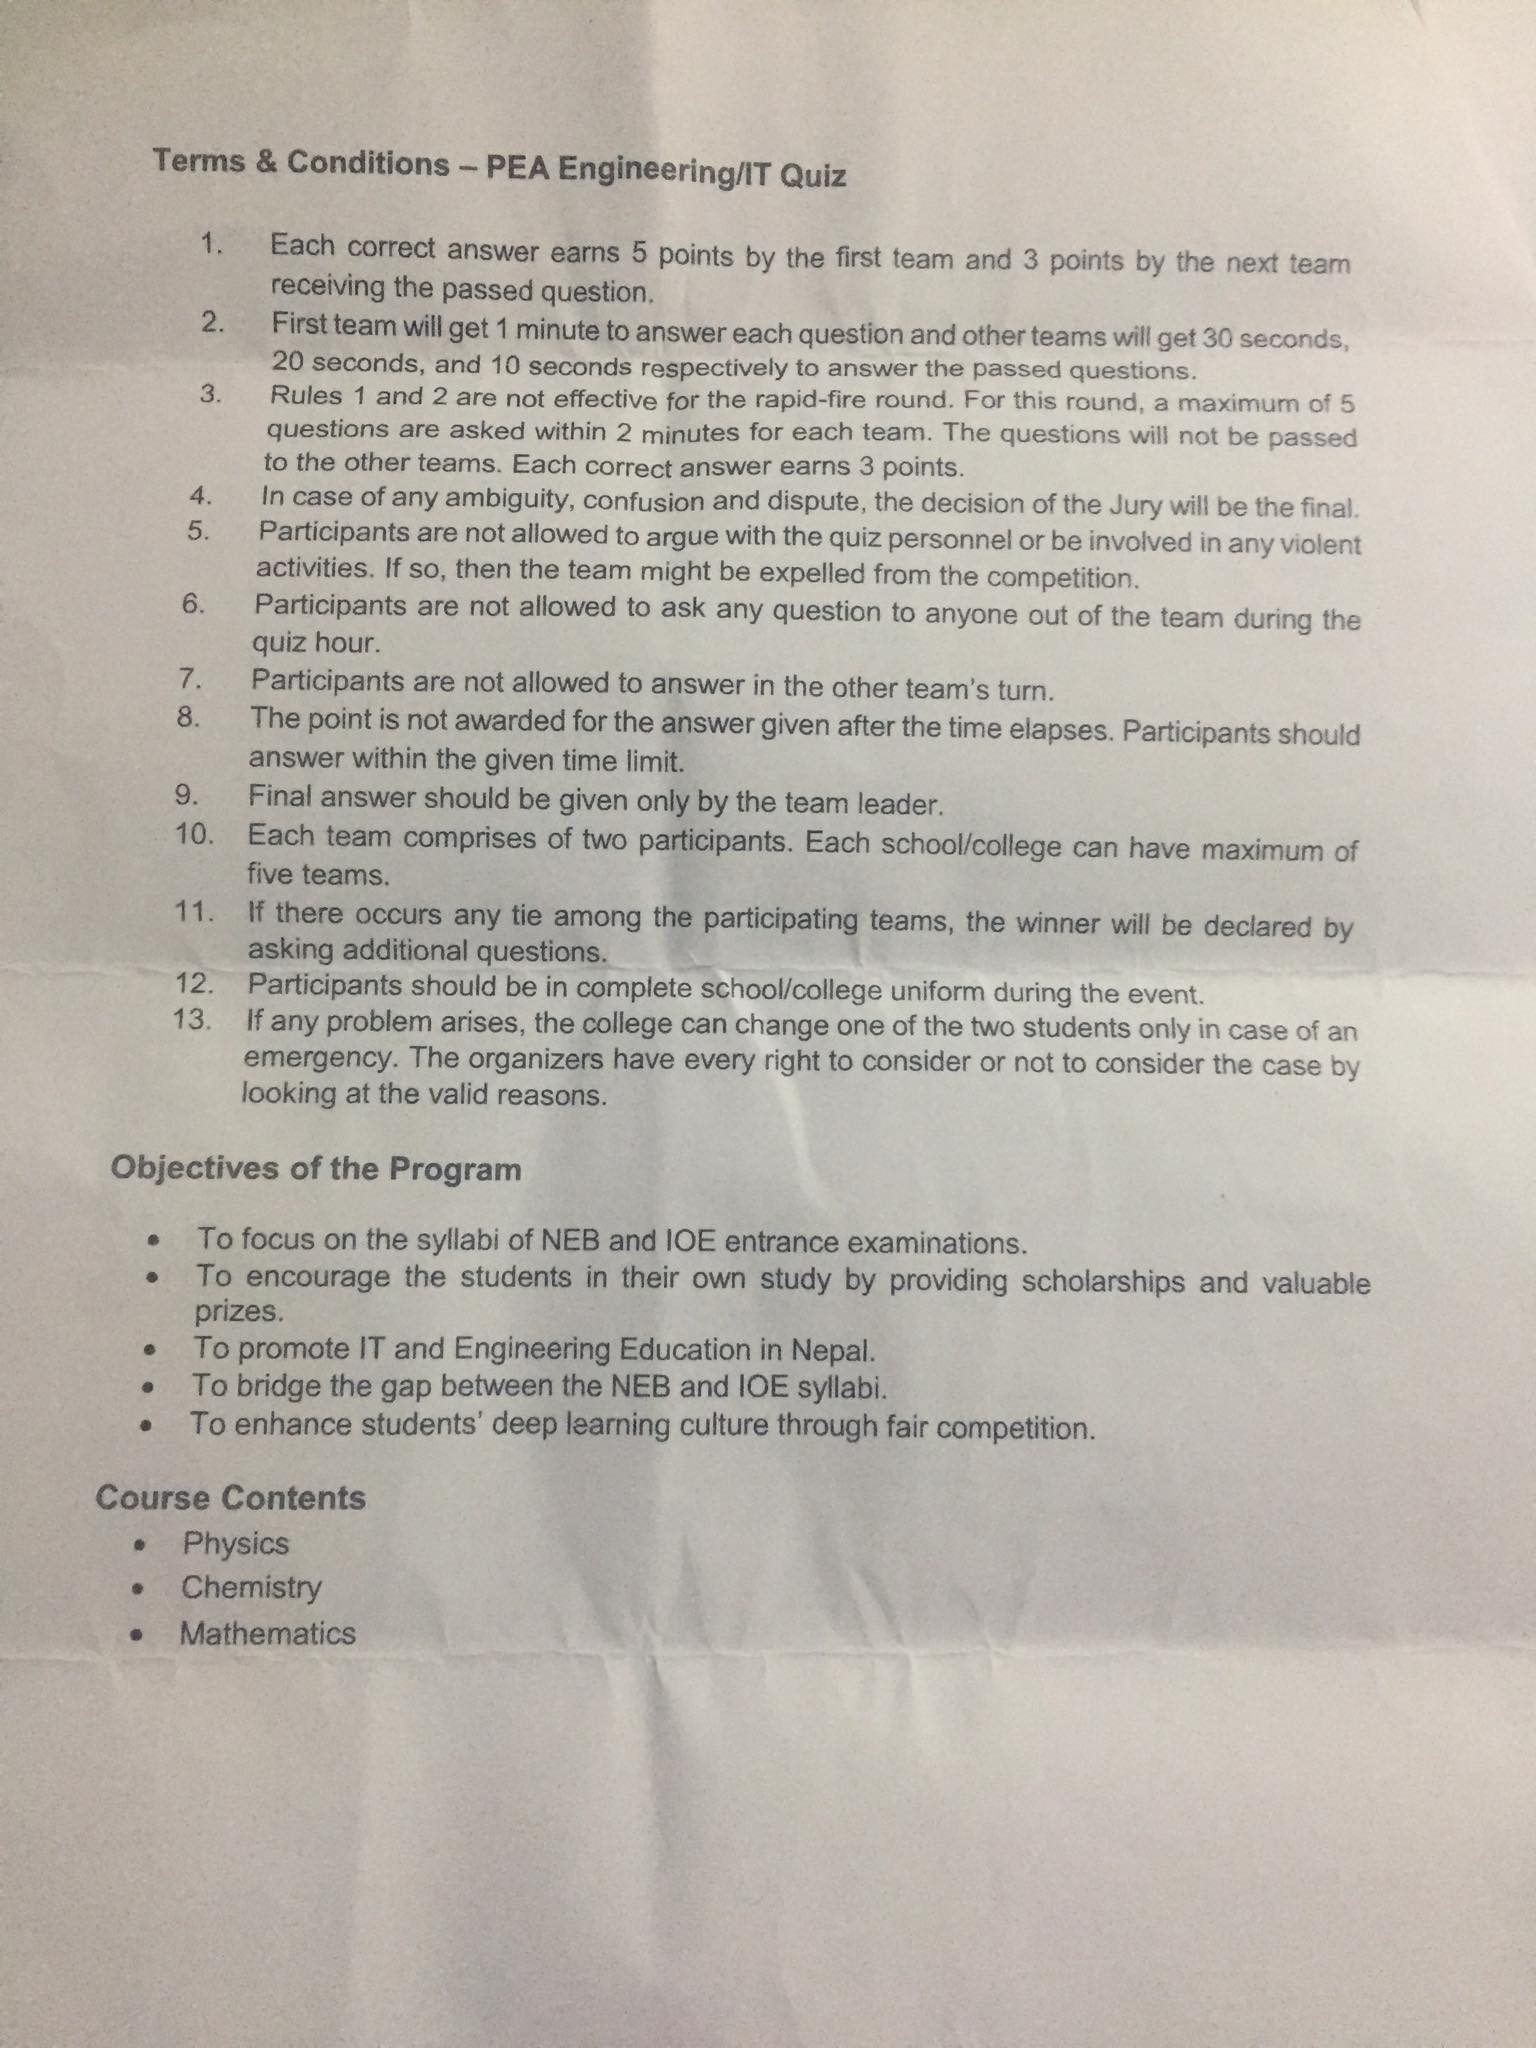 Terms & Conditions – PEA Engineering/IT Quiz
1. Each correct answer earns 5 points by the first team and 3 points by the next team
receiving the passed question.
2. First team will get 1 minute to answer each question and other teams will get 30 seconds,
20 seconds, and 10 seconds respectively to answer the passed questions.
3. Rules 1 and 2 are not effective for the rapid-fire round. For this round, a maximum of 5
questions are asked within 2 minutes for each team. The questions will not be passed
to the other teams. Each correct answer earns 3 points.
4. In case of any ambiguity, confusion and dispute, the decision of the Jury will be the final.
5. Participants are not allowed to argue with the quiz personnel or be involved in any violent
activities. If so, then the team might be expelled from the competition.
6. Participants are not allowed to ask any question to anyone out of the team during the
quiz hour.
7. Participants are not allowed to answer in the other team's turn.
8. The point is not awarded for the answer given after the time elapses. Participants should
answer within the given time limit.
9. Final answer should be given only by the team leader.
10. Each team comprises of two participants. Each school/college can have maximum of
five teams.
11. If there occurs any tie among the participating teams, the winner will be declared by
asking additional questions.
12. Participants should be in complete school/college uniform during the event.
13. If any problem arises, the college can change one of the two students only in case of an
emergency. The organizers have every right to consider or not to consider the case by
looking at the valid reasons.
Objectives of the Program
• To focus on the syllabi of NEB and IOE entrance examinations.
• To encourage the students in their own study by providing scholarships and valuable
prizes.
• To promote IT and Engineering Education in Nepal.
• To bridge the gap between the NEB and IOE syllabi.
• To enhance students' deep learning culture through fair competition.
Course Contents
• Physics
• Chemistry
• Mathematics